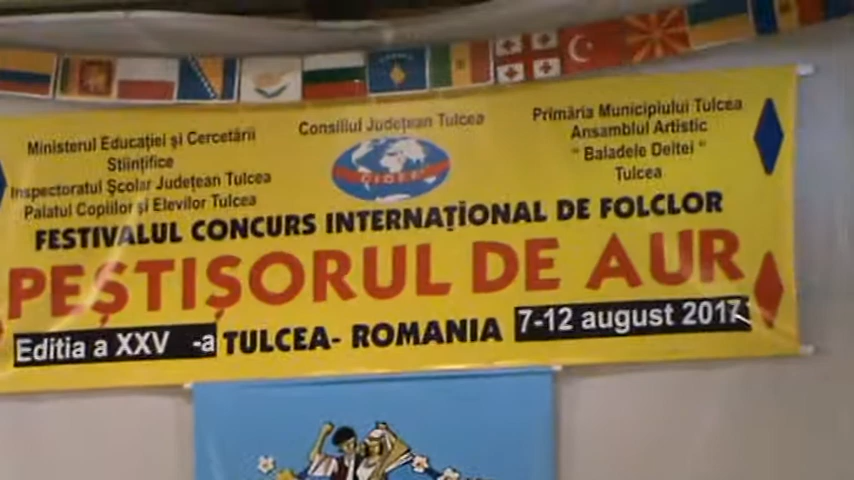 Ministerul Educației și Cercetării
Științifice
Inspectoratul Școlar Județean Tulcea
Palatul Copiilor și Elevilor Tulcea
Consiliul Județean Tulcea
Primăria Municipiului Tulcea
Ansamblul Artistic
" Baladele Deltei "
Tulcea
CIOFF
FESTIVALUL CONCURS INTERNAȚIONAL DE FOLCLOR
PEȘTIȘORUL DE AUR
Editia a XXV -a TULCEA- ROMANIA 7-12 august 2017